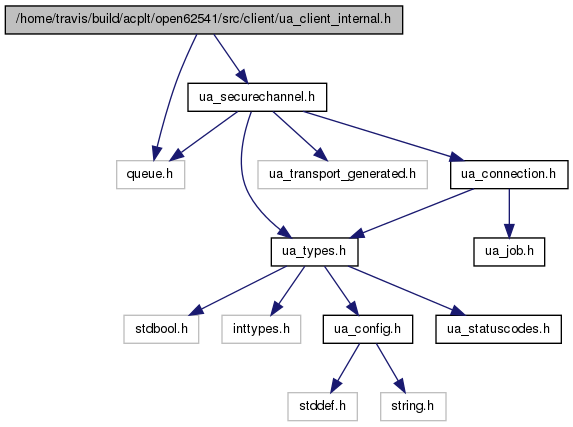 /home/travis/build/acplt/open62541/src/client/ua_client_internal.h
ua_securechannel.h
queue.h
ua_transport_generated.h
ua_connection.h
ua_types.h
ua_job.h
stdbool.h
inttypes.h
ua_config.h
ua_statuscodes.h
stddef.h
string.h